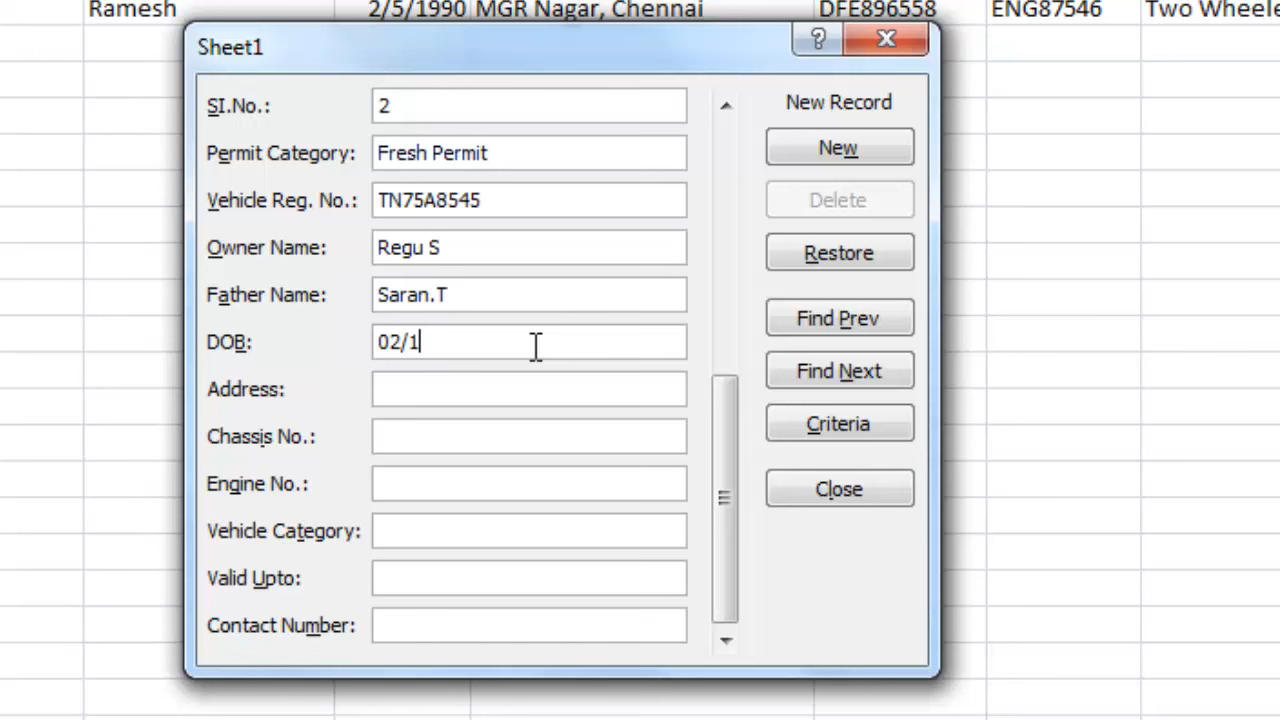 Ramesh 2/5/1990 MGR Nagar, Chennai DFE896558 ENG87546 Two Wheele
Sheet1
SI.No.: 2
New Record
Permit Category: Fresh Permit
New
Vehicle Reg. No.: TN75A8545
Delete
Owner Name: Regu S
Restore
Father Name: Saran.T
Find Prev
DOB: 02/1
Find Next
Address:
Criteria
Chassis No.:
Engine No.:
Close
Vehicle Category:
Valid Upto:
Contact Number: